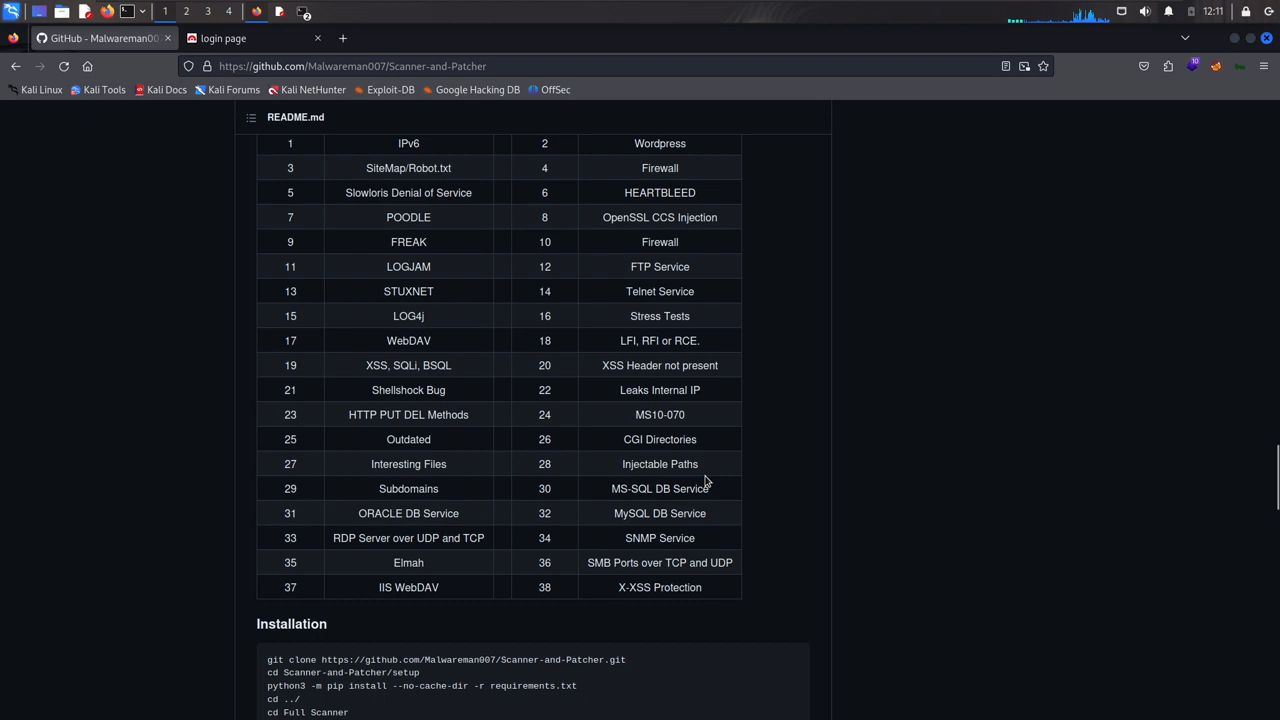 1 2 3 4 2 12:11
GitHub - Malwareman00 login page
https://github.com/Malwareman007/Scanner-and-Patcher 10
Kali Linux Kali Tools Kali Docs Kali Forums Kali NetHunter Exploit-DB Google Hacking DB OffSec
README.md
1 IPv6 2 Wordpress
3 SiteMap/Robot.txt 4 Firewall
5 Slowloris Denial of Service 6 HEARTBLEED
7 POODLE 8 OpenSSL CCS Injection
9 FREAK 10 Firewall
11 LOGJAM 12 FTP Service
13 STUXNET 14 Telnet Service
15 LOG4j 16 Stress Tests
17 WebDAV 18 LFI, RFI or RCE.
19 XSS, SQLi, BSQL 20 XSS Header not present
21 Shellshock Bug 22 Leaks Internal IP
23 HTTP PUT DEL Methods 24 MS10-070
25 Outdated 26 CGI Directories
27 Interesting Files 28 Injectable Paths
29 Subdomains 30 MS-SQL DB Service
31 ORACLE DB Service 32 MySQL DB Service
33 RDP Server over UDP and TCP 34 SNMP Service
35 Elmah 36 SMB Ports over TCP and UDP
37 IIS WebDAV 38 X-XSS Protection
Installation
git clone https://github.com/Malwareman007/Scanner-and-Patcher.git
cd Scanner-and-Patcher/setup
python3 -m pip install --no-cache-dir -r requirements.txt
cd ../
cd Full Scanner